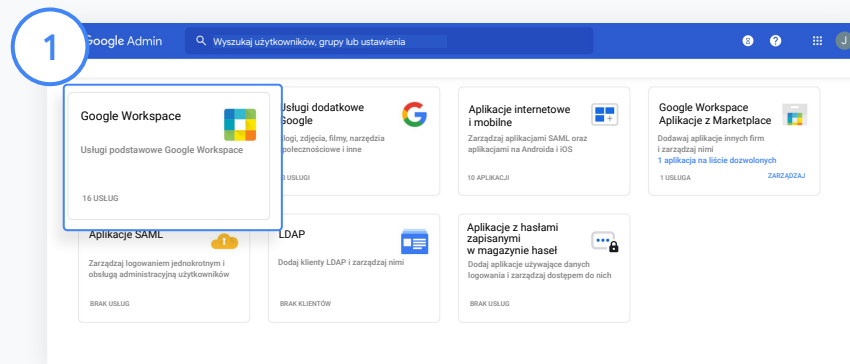 1
Google Admin
Wyszukaj użytkowników, grupy lub ustawienia
8
?
J
Google Workspace
Usługi podstawowe Google Workspace
16 USŁUG
Usługi dodatkowe
Google
zdjęcia, filmy, narzędzia
społecznościowe i inne
USŁUGI
Aplikacje internetowe
i mobilne
Zarządzaj aplikacjami SAML oraz
aplikacjami na Androida i iOS
10 APLIKACJI
Google Workspace
Aplikacje z Marketplace
Dodawaj aplikacje innych firm
i zarządzaj nimi
1 aplikacja na liście dozwolonych
1 USŁUGA
ZARZĄDZAJ
Aplikacje SAML
Zarządzaj logowaniem jednokrotnym i
obsługą administracyjną użytkowników
BRAK USŁUG
LDAP
Dodaj klienty LDAP i zarządzaj nimi
BRAK KLIENTÓW
Aplikacje z hasłami
zapisanymi
w magazynie haseł
Dodaj aplikacje używające danych
logowania i zarządzaj dostępem do nich
BRAK USŁUG